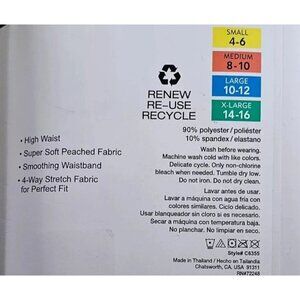 SMALL
4-6
MEDIUM
8-10
LARGE
10-12
X-LARGE
14-16
RENEW
RE-USE
RECYCLE
• High Waist
• Super Soft Peached Fabric
• Smoothing Waistband
• 4-Way Stretch Fabric
for Perfect Fit
90% polyester/poliéster
10% spandex/elastano
Wash before wearing.
Machine wash cold with like colors.
Delicate cycle. Only non-chlorine
bleach when needed. Tumble dry low.
Do not iron. Do not dry clean.
Lavar antes de usar.
Lavar a máquina con agua fría con
colores similares. Ciclo delicado.
Usar blanqueador sin cloro si es necesario.
Secar a máquina con temperatura baja.
No planchar. No limpiar en seco.
Style# C6355
Made in Thailand / Hecho en Tailandia
Chatsworth, CA, USA 91311
RN#72248